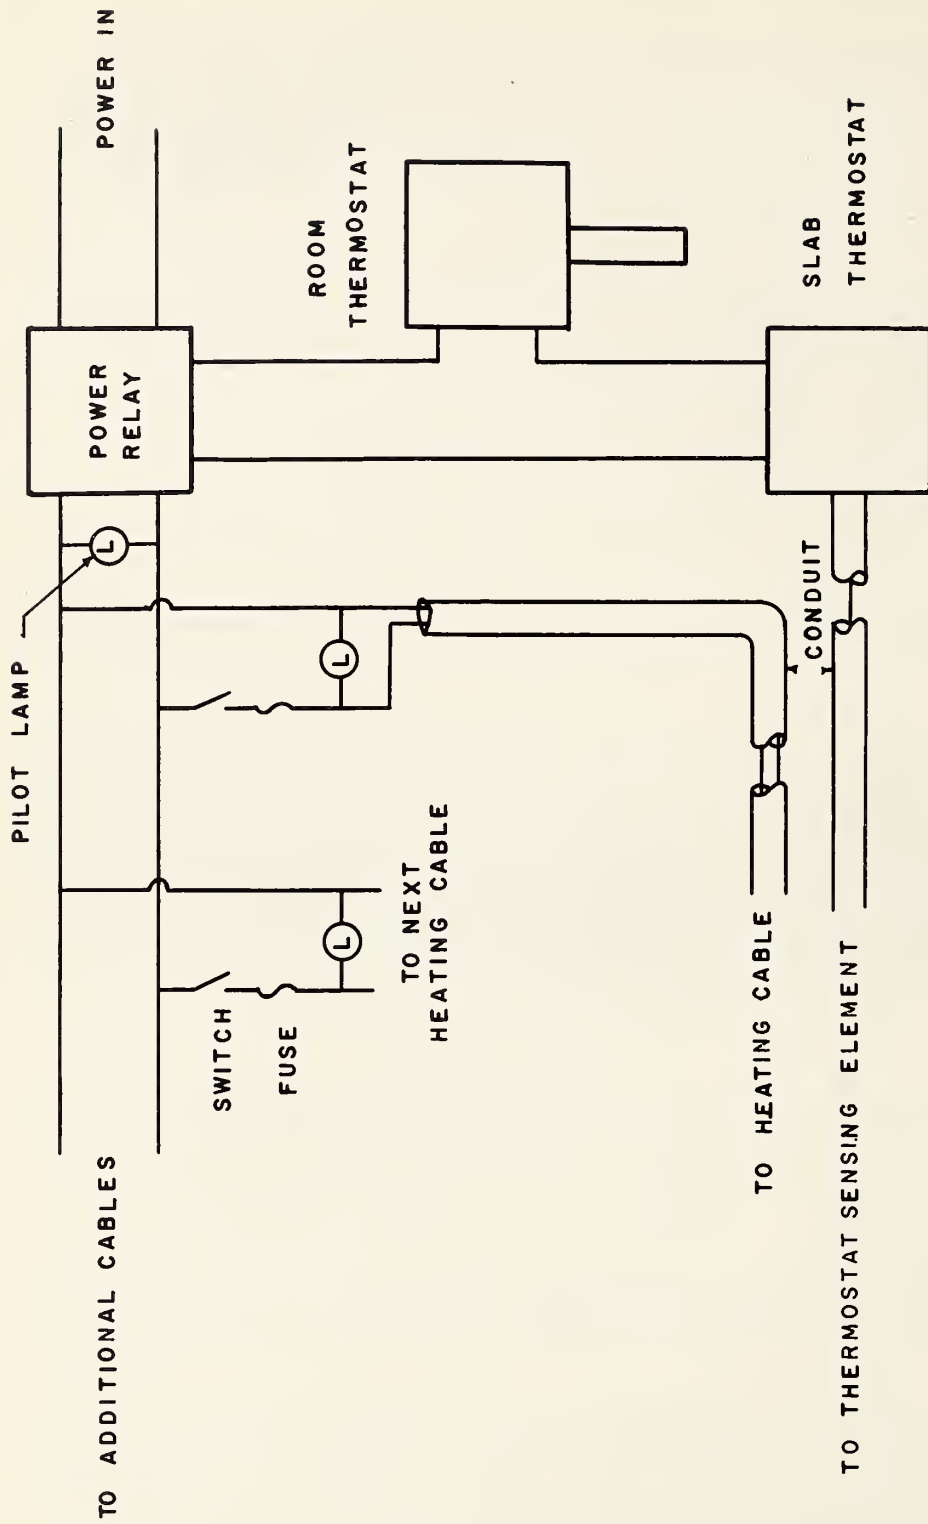 POWER IN
PILOT LAMP
L
POWER
RELAY
ROOM
THERMOSTAT
SLAB
THERMOSTAT
L
CONDUIT
L
TO NEXT
HEATING CABLE
SWITCH
FUSE
TO ADDITIONAL CABLES
TO HEATING CABLE
TO THERMOSTAT SENSING ELEMENT